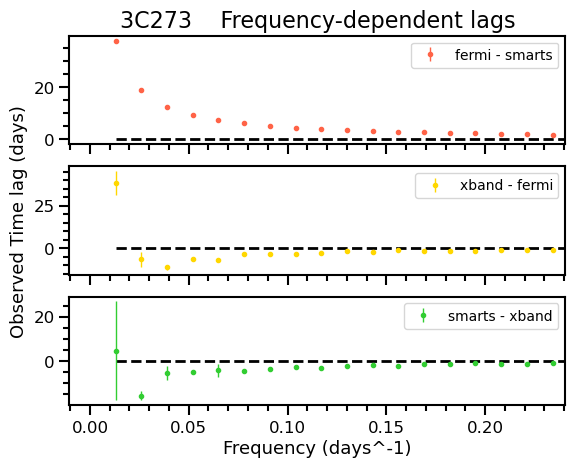 3C273    Frequency-dependent lags
fermi - smarts
20
0
Observed Time lag (days)
xband - fermi
25
0
smarts - xband
20
0
0.00 0.05 0.10 0.15 0.20
Frequency (days^-1)